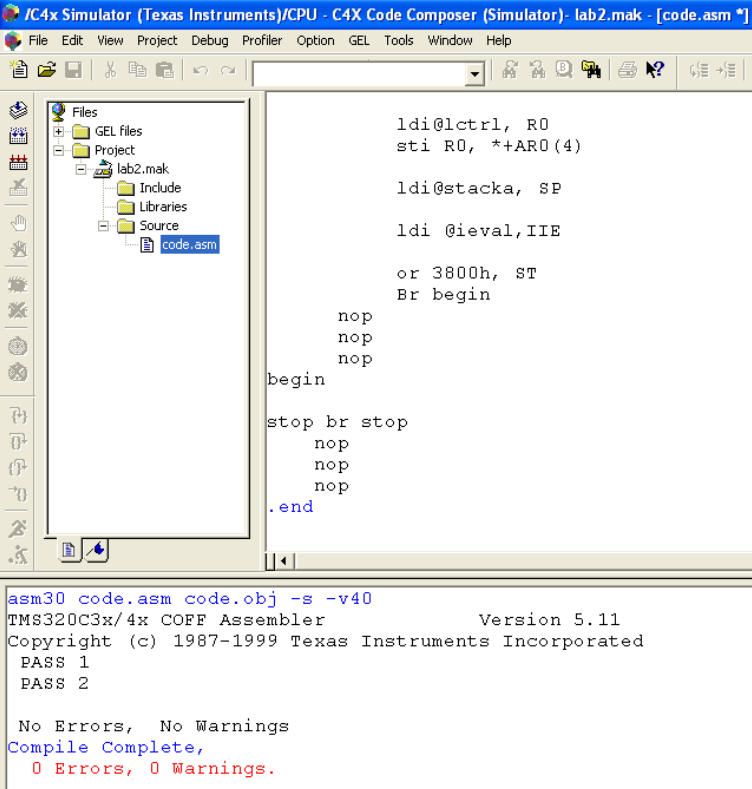 /C4x Simulator (Texas Instruments)/CPU - C4X Code Composer (Simulator)- lab2.mak - [code.asm *]
File Edit View Project Debug Profiler Option GEL Tools Window Help
Files
GEL files
Project
lab2.mak
Include
Libraries
Source
code.asm
ldi@lctrl, R0
sti R0, *+AR0(4)
ldi@stacka, SP
ldi @ieval,IIE
or 3800h, ST
Br begin
nop
nop
nop
begin
stop br stop
nop
nop
nop
.end
asm30 code.asm code.obj -s -v40
TMS320C3x/4x COFF Assembler Version 5.11
Copyright (c) 1987-1999 Texas Instruments Incorporated
PASS 1
PASS 2
No Errors, No Warnings
Compile Complete,
0 Errors, 0 Warnings.